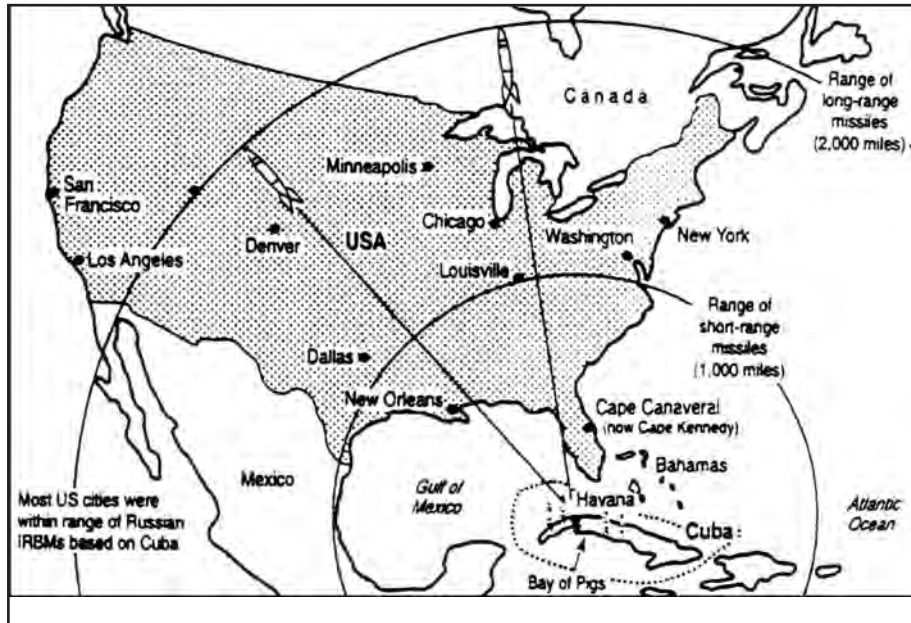 Canada
Range of
long-range
missiles
(2,000 miles)
Minneapolis
San
Francisco
Chicago
Washington
New York
Denver
USA
Los Angeles
Louisville
Range of
short-range
missiles
(1,000 miles)
Dallas
New Orleans
Cape Canaveral
(now Cape Kennedy)
Mexico
Bahamas
Gulf of
Mexico
Havana
Most US cities were
within range of Russian
IRBMs based on Cuba
Atlantic
Ocean
Cuba
Bay of Pigs